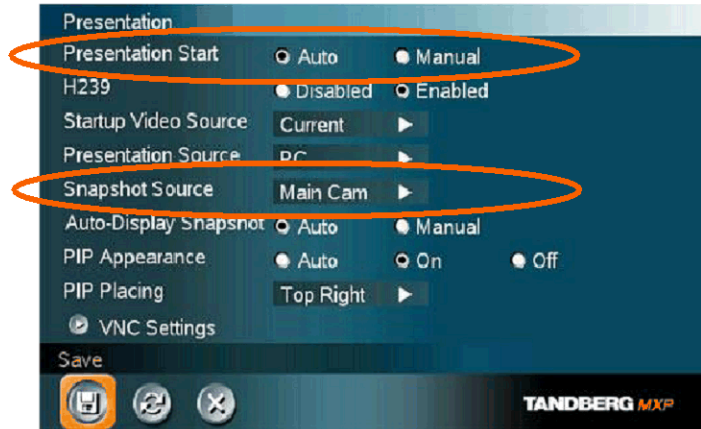 Presentation
Presentation Start Auto Manual
H239 Disabled Enabled
Startup Video Source Current
Presentation Source PC
Snapshot Source Main Cam
Auto-Display Snapshot Auto Manual
PIP Appearance Auto On Off
PIP Placing Top Right
VNC Settings
Save
TANDBERG MXP